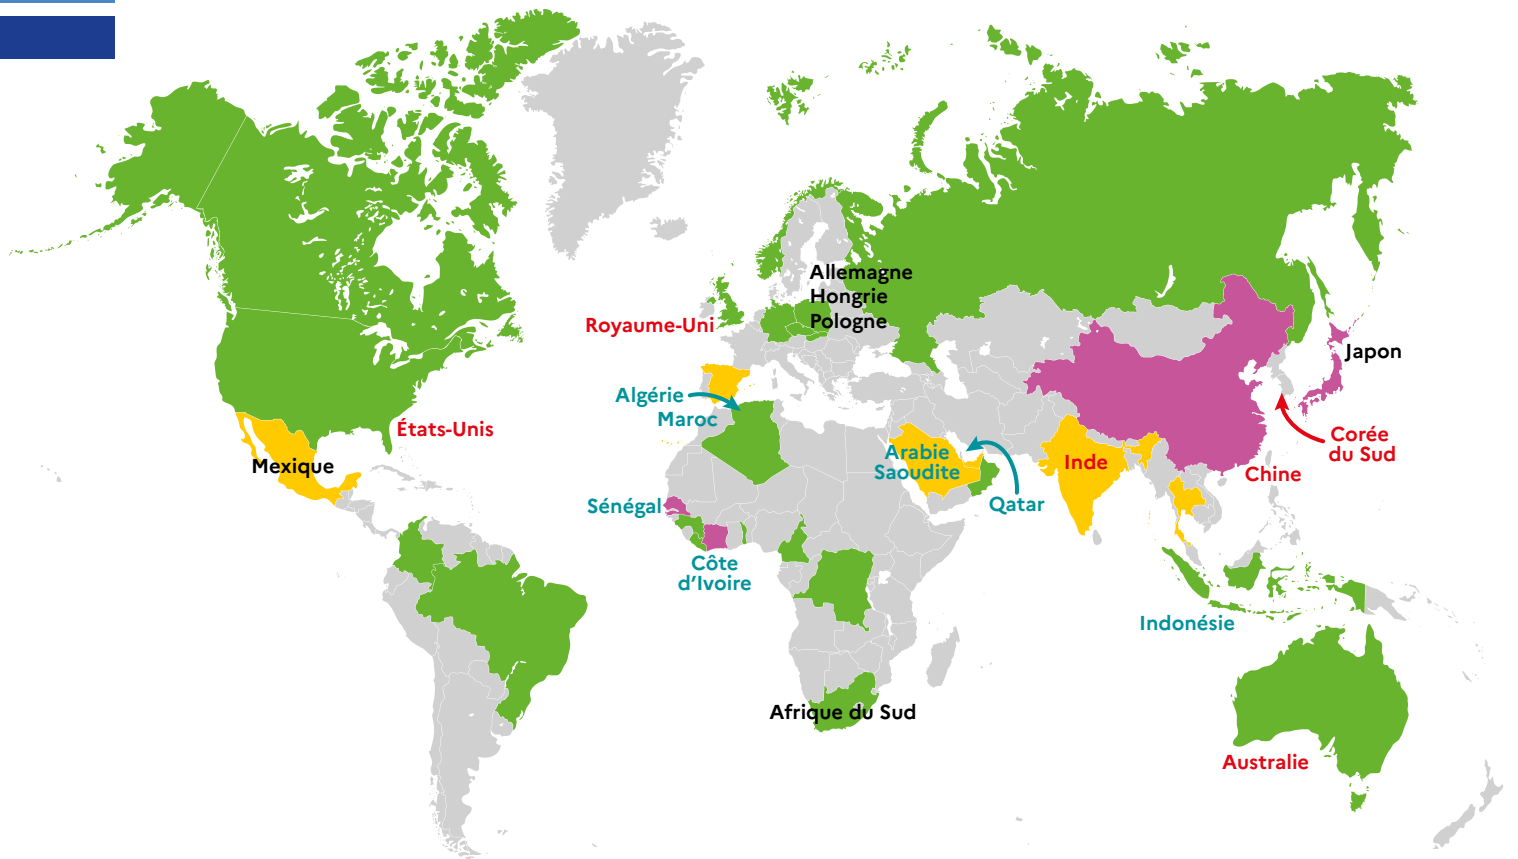 Allemagne
Hongrie
Pologne
Royaume-Uni
Japon
Algérie
Maroc
États-Unis
Corée
du Sud
Mexique
Arabie
Saoudite
Inde
Chine
Sénégal
Qatar
Côte
d'Ivoire
Indonésie
Afrique du Sud
Australie